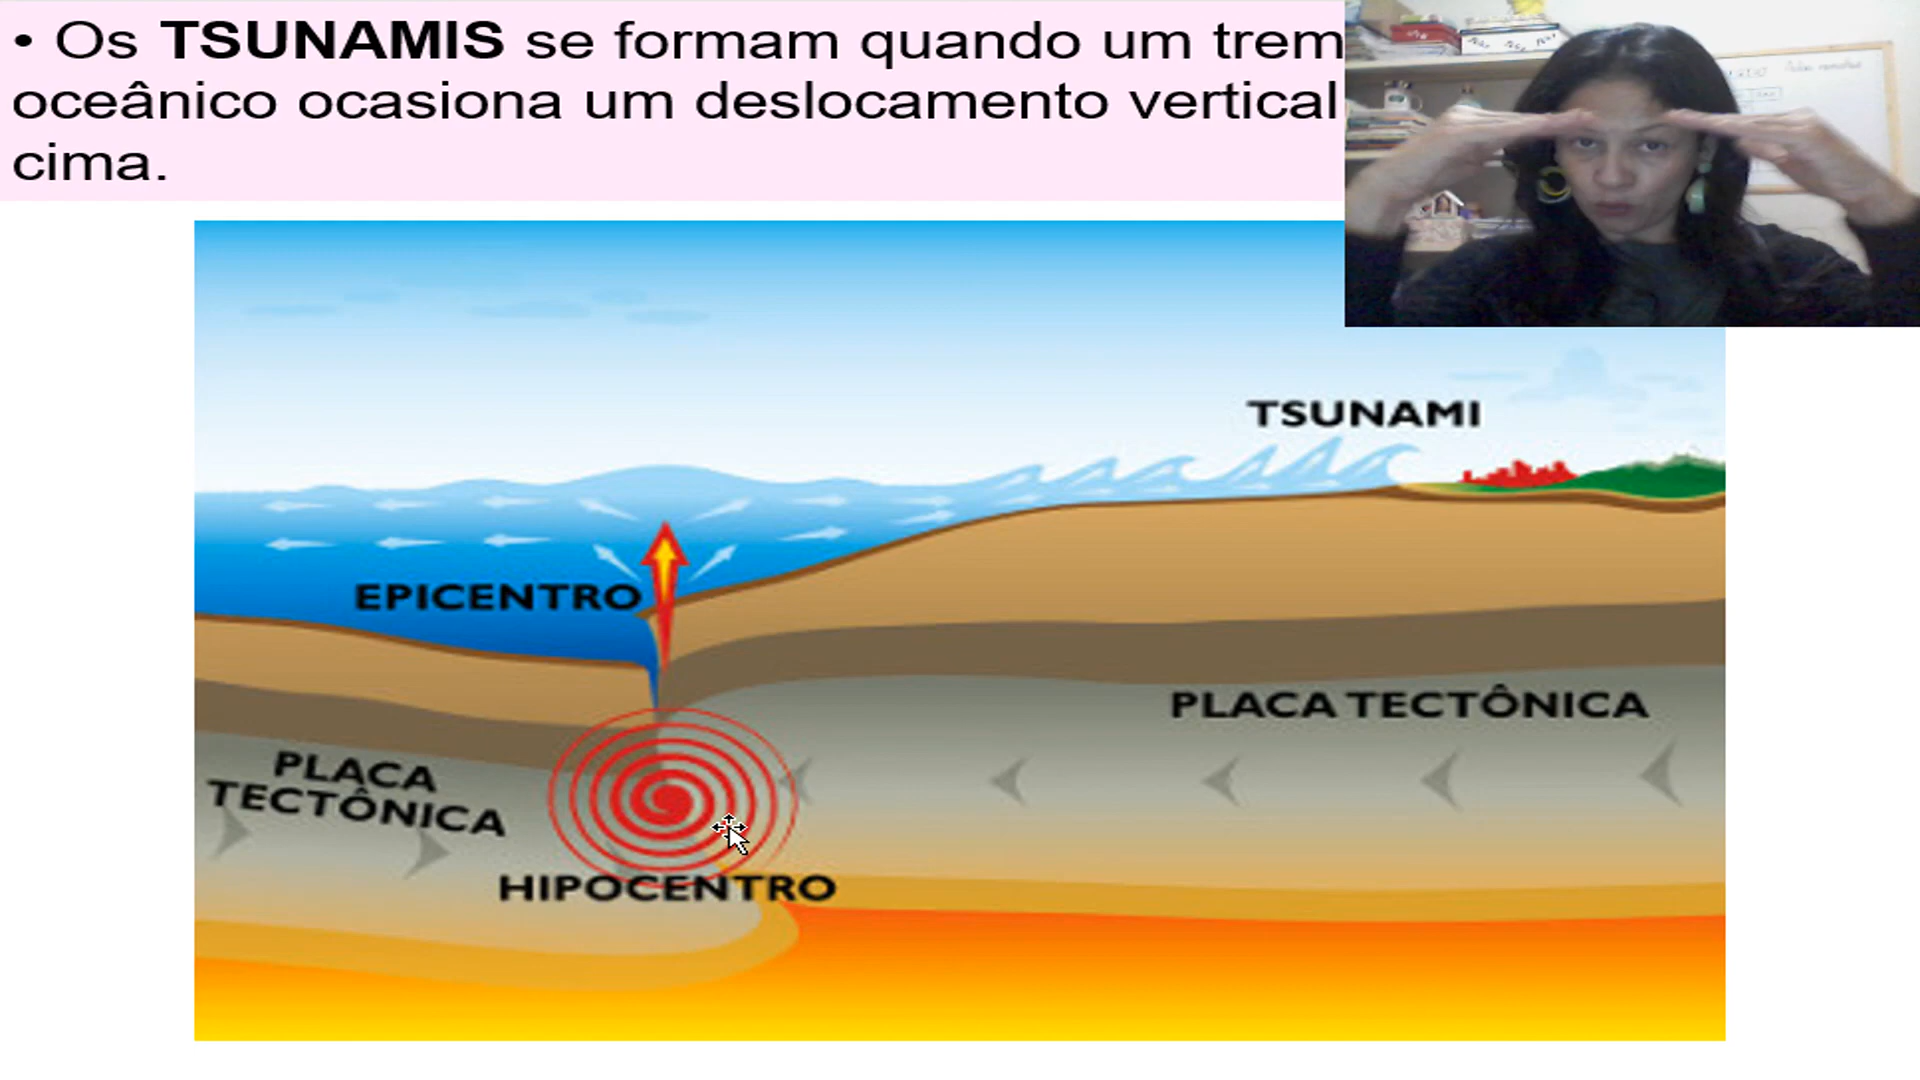 • Os TSUNAMIS se formam quando um trem
oceânico ocasiona um deslocamento vertical
cima.
TSUNAMI
EPICENTRO
PLACA TECTÔNICA
PLACA
TECTÔNICA
HIPOCENTRO